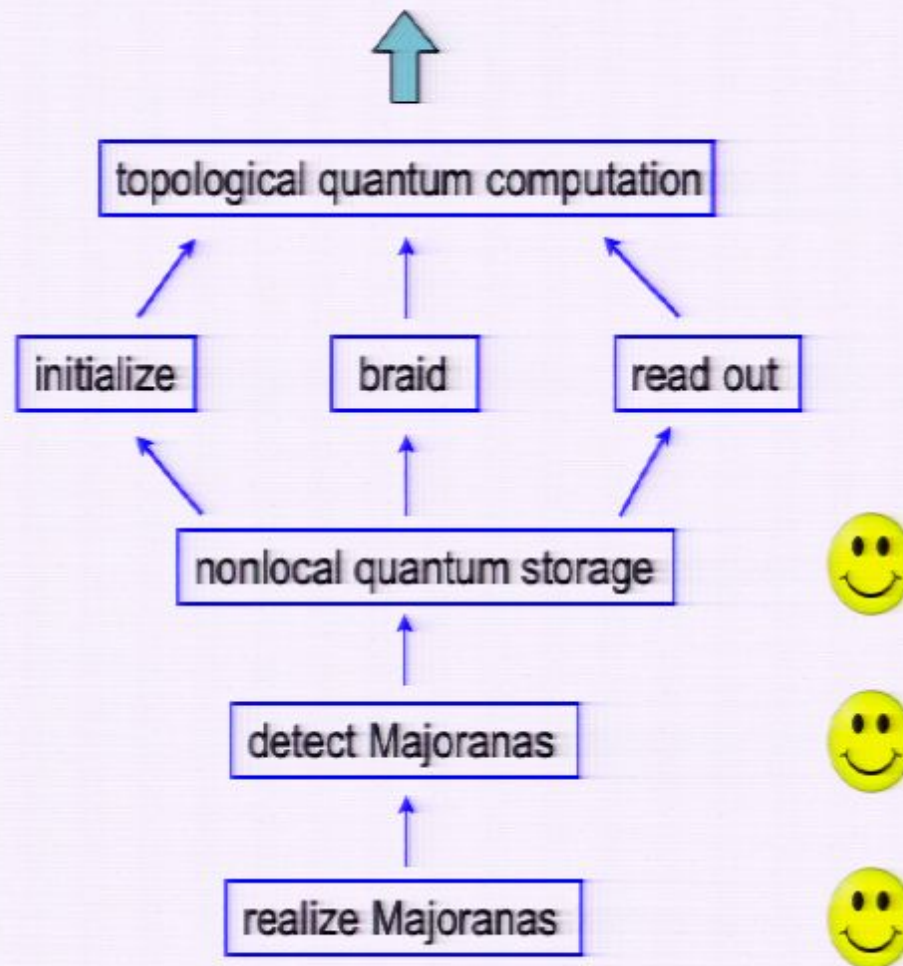 topological quantum computation
initialize braid read out
nonlocal quantum storage
detect Majoranas
realize Majoranas